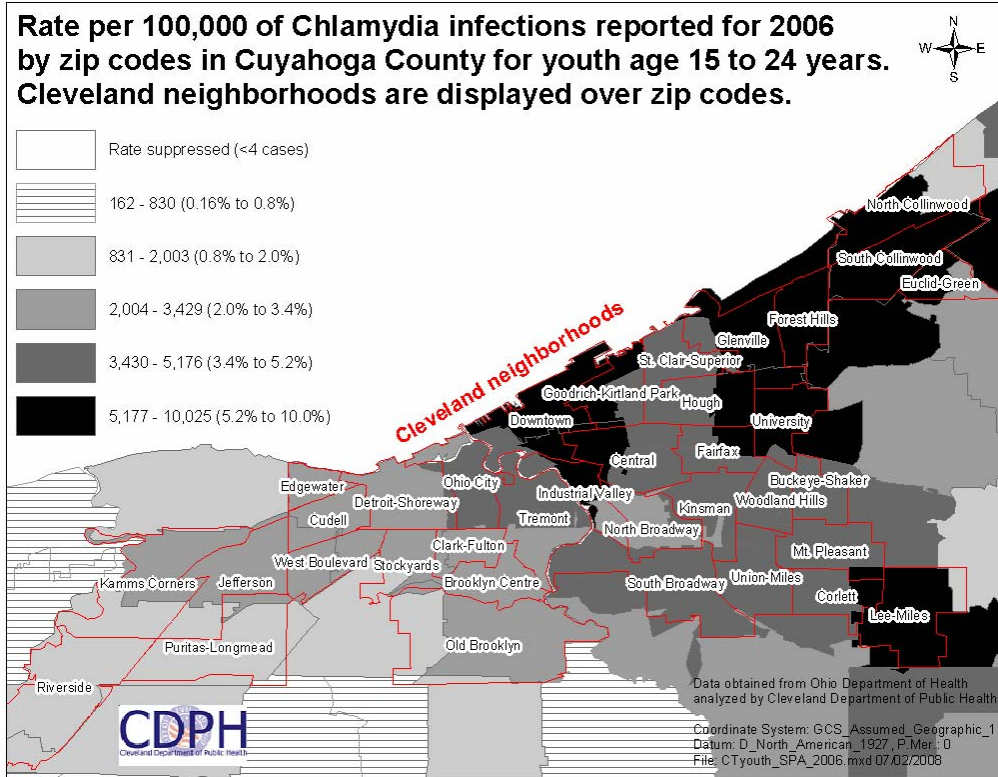 Rate per 100,000 of Chlamydia infections reported for 2006
by zip codes in Cuyahoga County for youth age 15 to 24 years.
Cleveland neighborhoods are displayed over zip codes.
N
W E
S
Rate suppressed (<4 cases)
162 - 830 (0.16% to 0.8%)
831 - 2,003 (0.8% to 2.0%)
2,004 - 3,429 (2.0% to 3.4%)
3,430 - 5,176 (3.4% to 5.2%)
5,177 - 10,025 (5.2% to 10.0%)
Cleveland neighborhoods
North Collinwood
South Collinwood
Euclid-Green
Forest Hills
Glenville
St. Clair-Superior
Goodrich-Kirtland Park
Hough
Downtown
University
Fairfax
Central
Buckeye-Shaker
Ohio City
Edgewater
Industrial Valley
Woodland Hills
Detroit-Shoreway
Kinsman
Tremont
Cudell
North Broadway
Clark-Fulton
Mt. Pleasant
West Boulevard
Stockyards
Union-Miles
Kamms Corners
Jefferson
Brooklyn Centre
South Broadway
Corlett
Lee-Miles
Puritas-Longmead
Old Brooklyn
Riverside
Data obtained from Ohio Department of Health
analyzed by Cleveland Department of Public Health
CDPH
Cleveland Department of Public Health
Coordinate System: GCS_Assumed_Geographic_1
Datum: D_North_American_1927, P.Mer.: 0
File: CTyouth_SPA_2006.mxd 07/02/2008